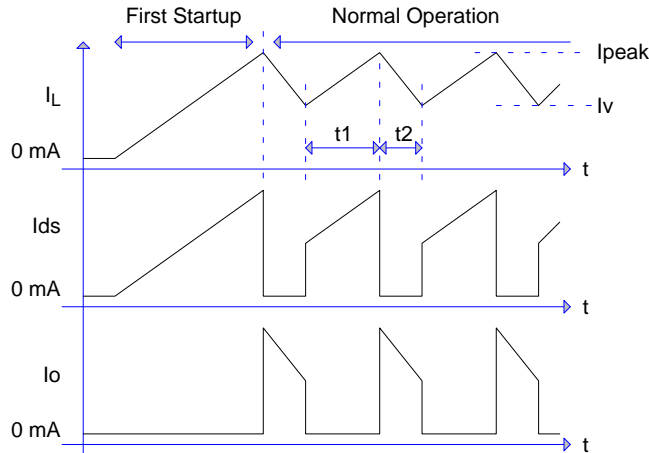 First Startup Normal Operation
Ipeak
IL
Iv
t1 t2
0 mA
t
Ids
0 mA
t
Io
0 mA
t